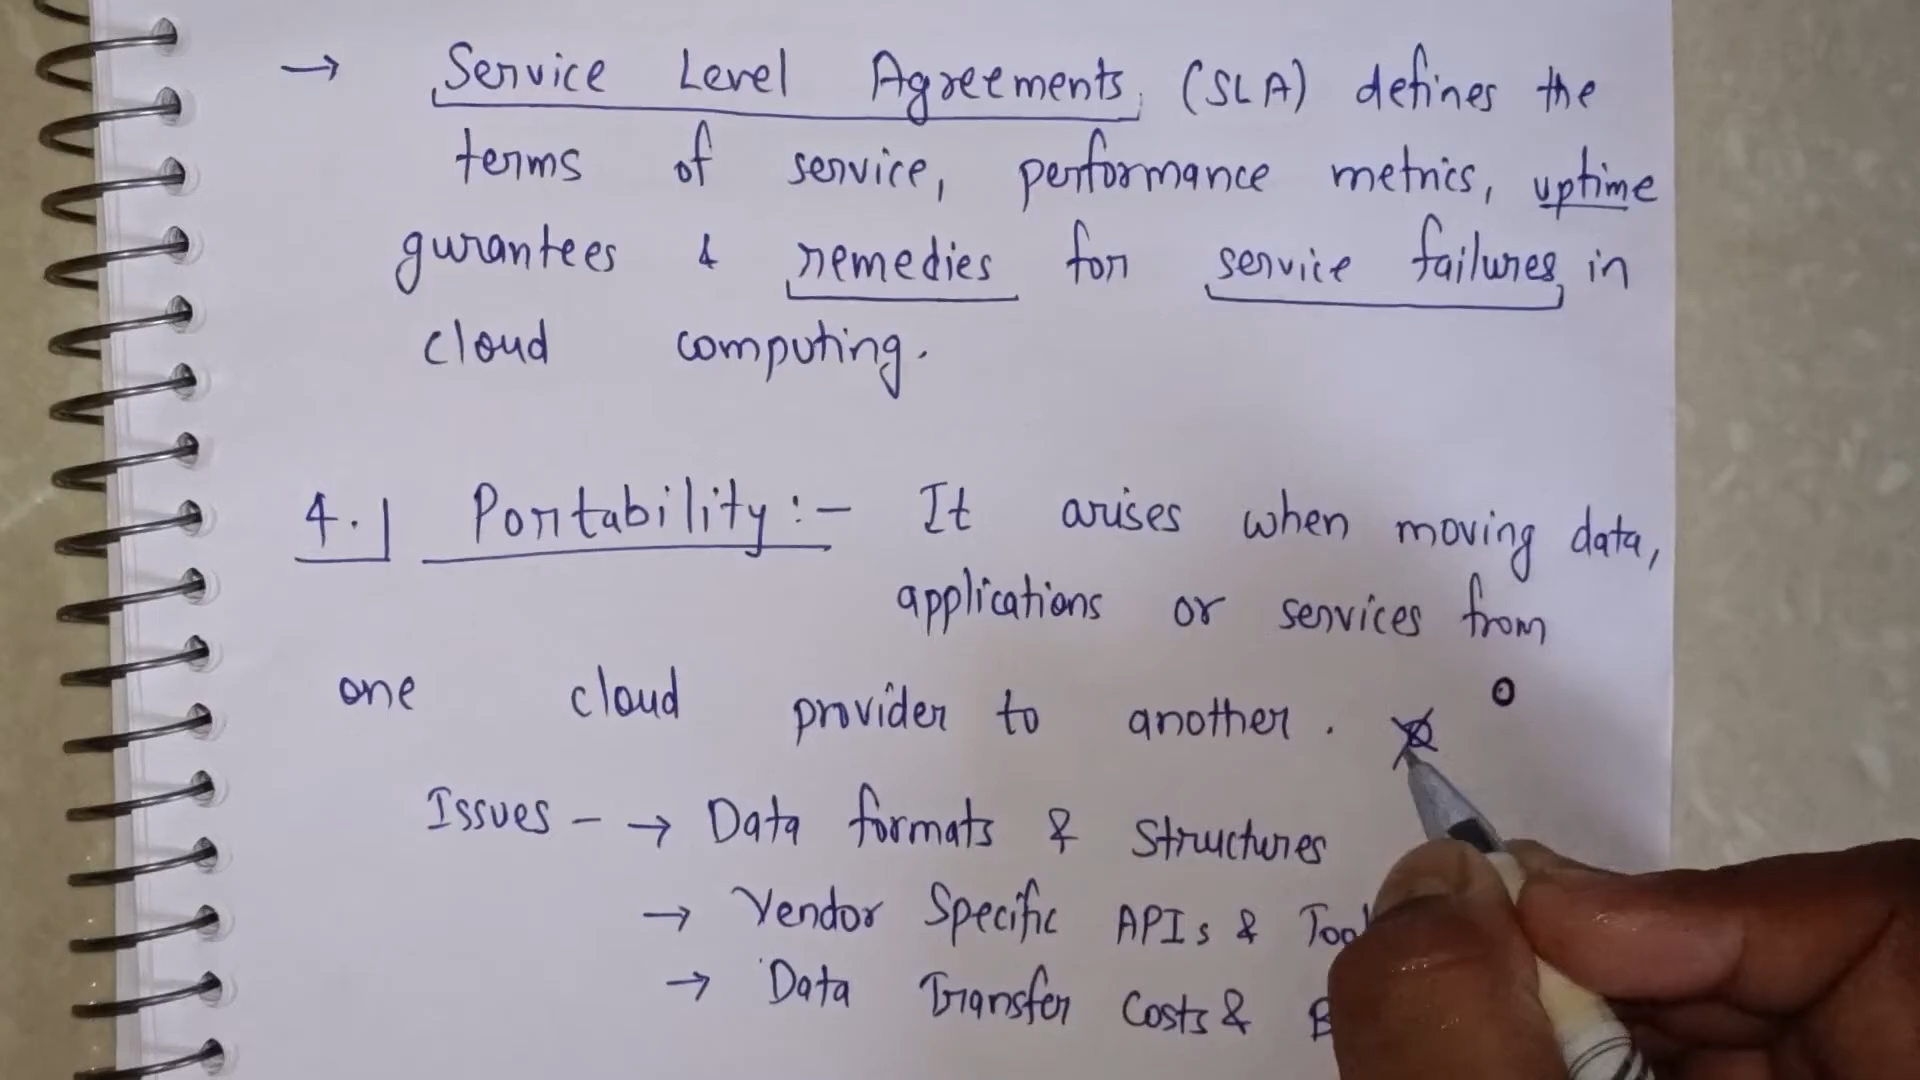 → Service Level Agreements (SLA) defines the
terms of service, performance metrics, uptime
gurantees & remedies for service failures in
cloud computing.
4.1 Portability :- It arises when moving data,
applications or services from
one cloud provider to another.
Issues - → Data formats & Structures
→ Vendor Specific APIs &
→ Data Transfer Costs &